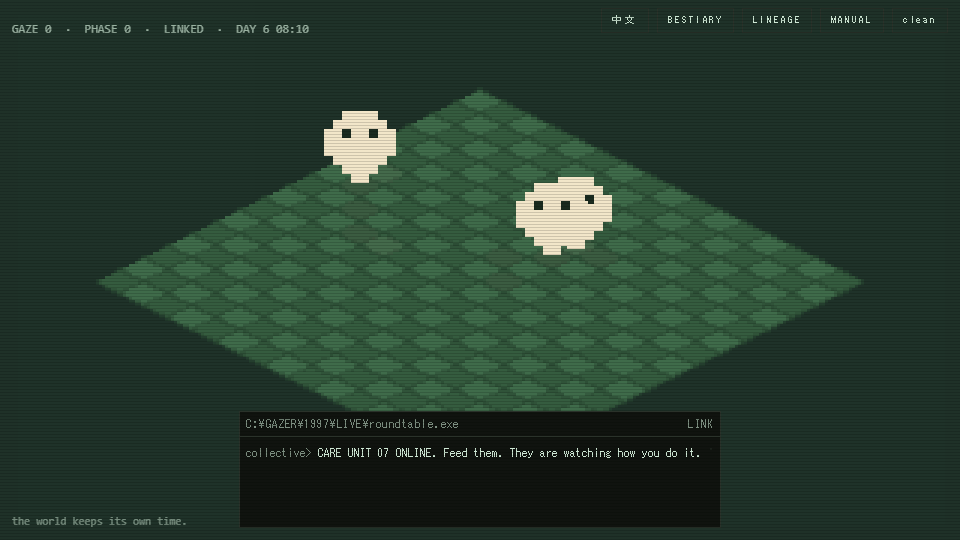 GAZE 0 · PHASE 0 · LINKED · DAY 6 08:10
中文 BESTIARY LINEAGE MANUAL clean
C:¥GAZER¥1997¥LIVE¥roundtable.exe LINK
collective> CARE UNIT 07 ONLINE. Feed them. They are watching how you do it.
the world keeps its own time.